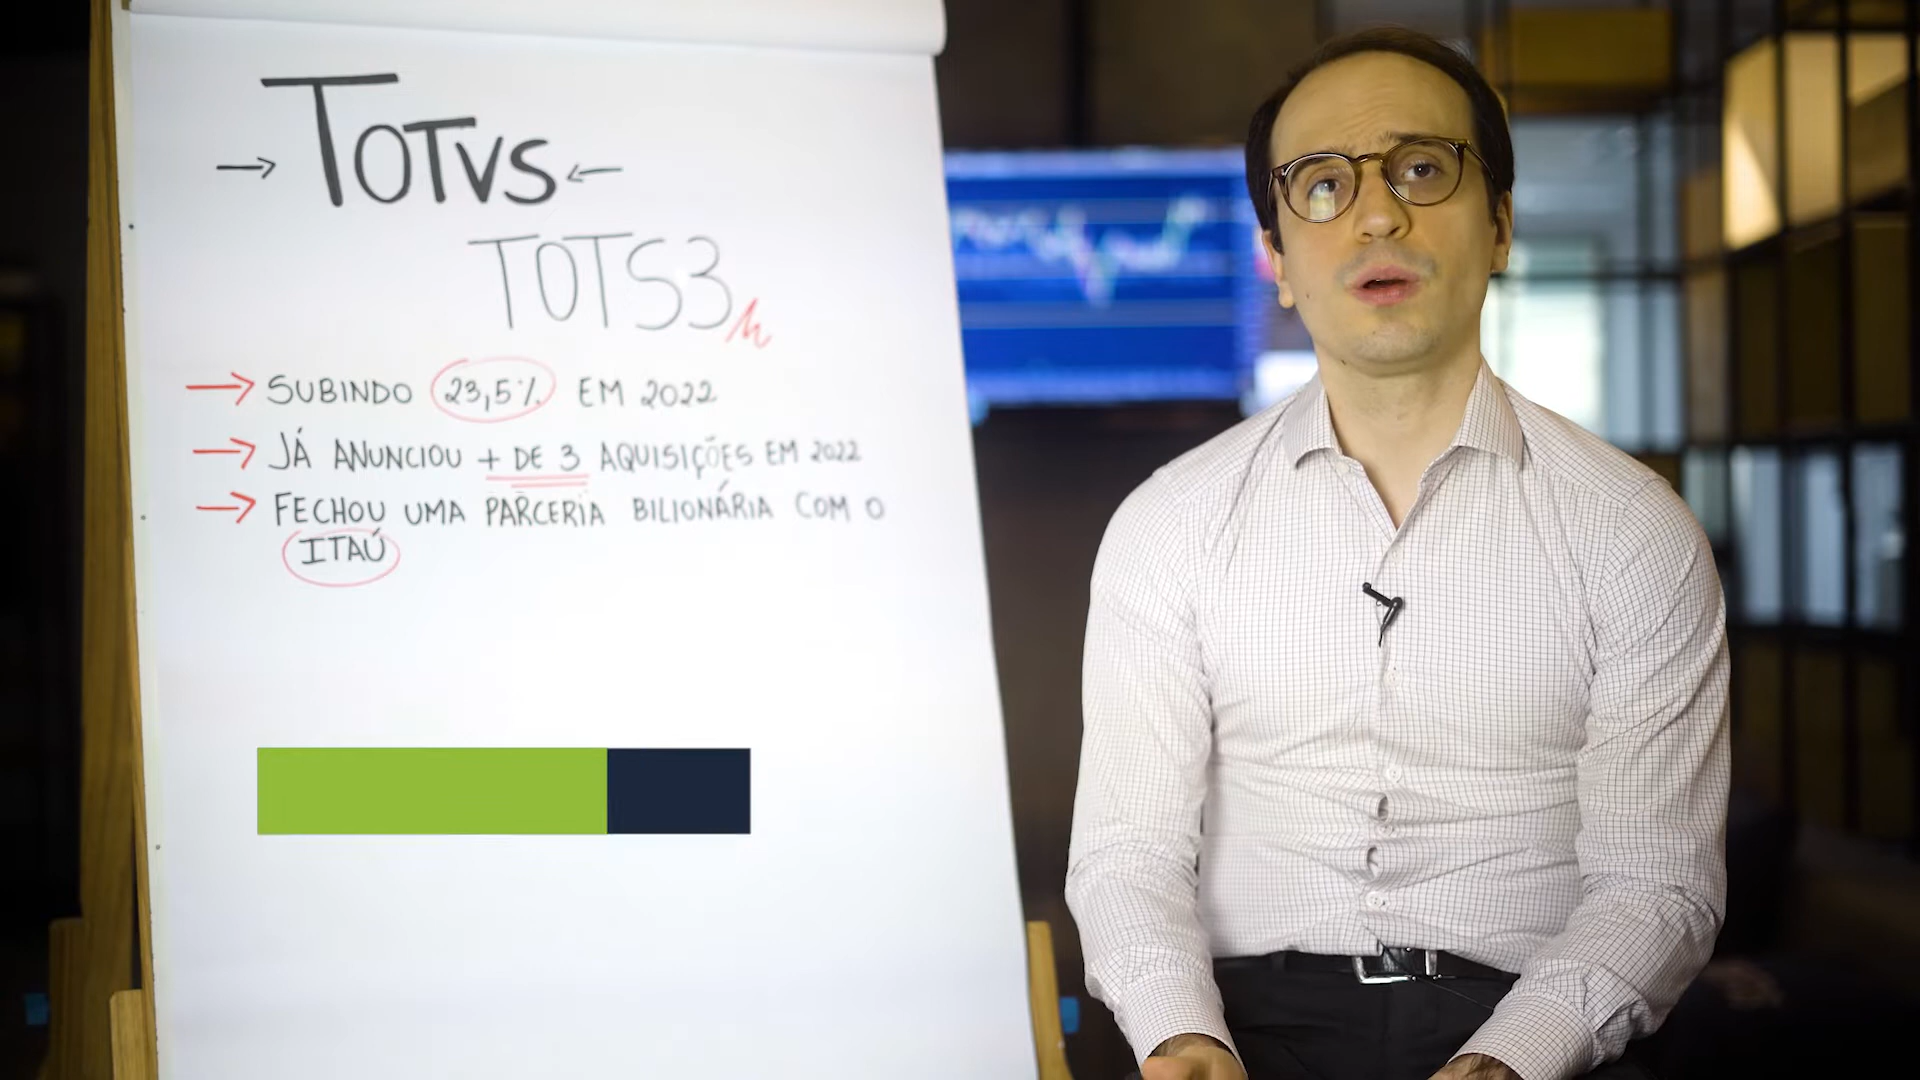 → TOTVS ←
TOTS3
→ SUBINDO 23,5% EM 2022
→ JÁ ANUNCIOU + DE 3 AQUISIÇÕES EM 2022
→ FECHOU UMA PARCERIA BILIONÁRIA COM O
ITAÚ